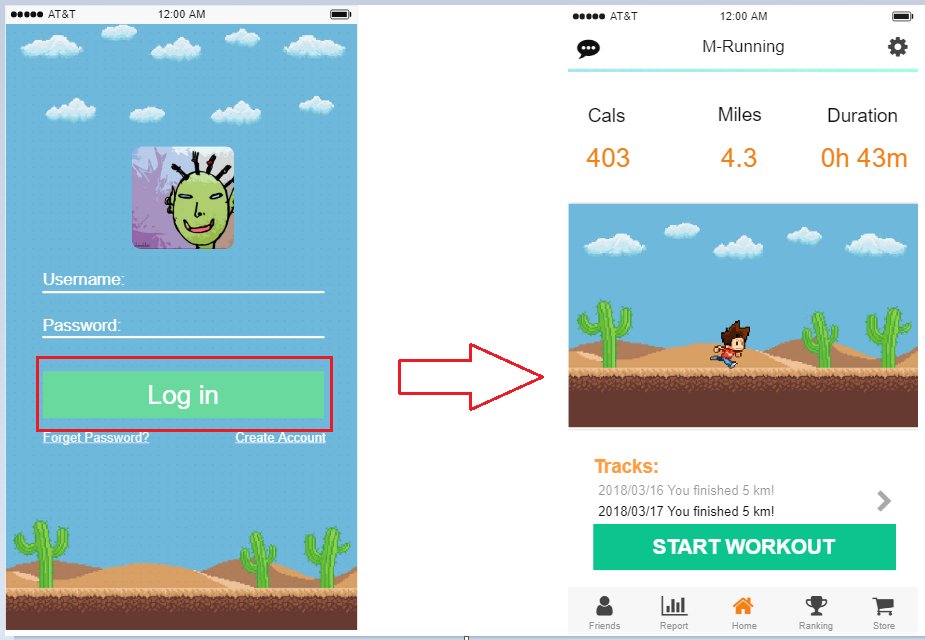 AT&T 12:00 AM
Username:
Password:
Log in
Forget Password? Create Account
AT&T 12:00 AM
M-Running
Cals Miles Duration
403 4.3 0h 43m
Tracks:
2018/03/16 You finished 5 km!
2018/03/17 You finished 5 km!
START WORKOUT
Friends Report Home Ranking Store